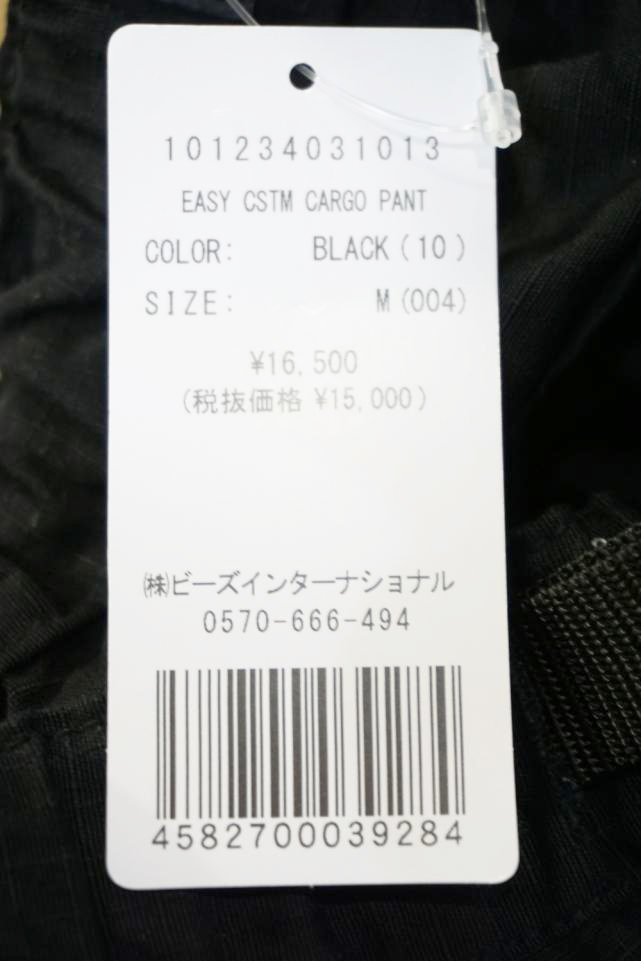 101234031013
EASY CSTM CARGO PANT
COLOR: BLACK(10)
SIZE: M(004)
¥16,500
(税抜価格 ¥15,000)
㈱ビーズインターナショナル
0570-666-494
4582700039284